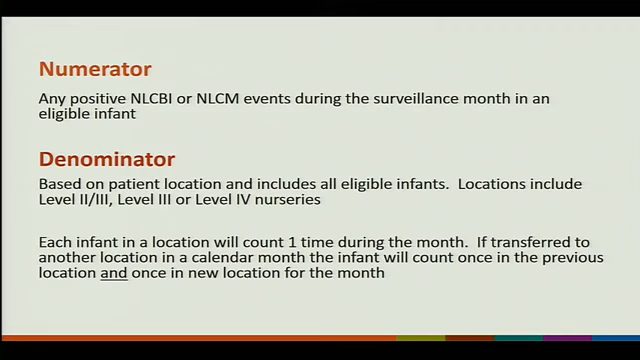 Numerator
Any positive NLCBI or NLCM events during the surveillance month in an
eligible infant
Denominator
Based on patient location and includes all eligible infants.  Locations include
Level II/III, Level III or Level IV nurseries
Each infant in a location will count 1 time during the month.  If transferred to
another location in a calendar month the infant will count once in the previous
location and once in new location for the month